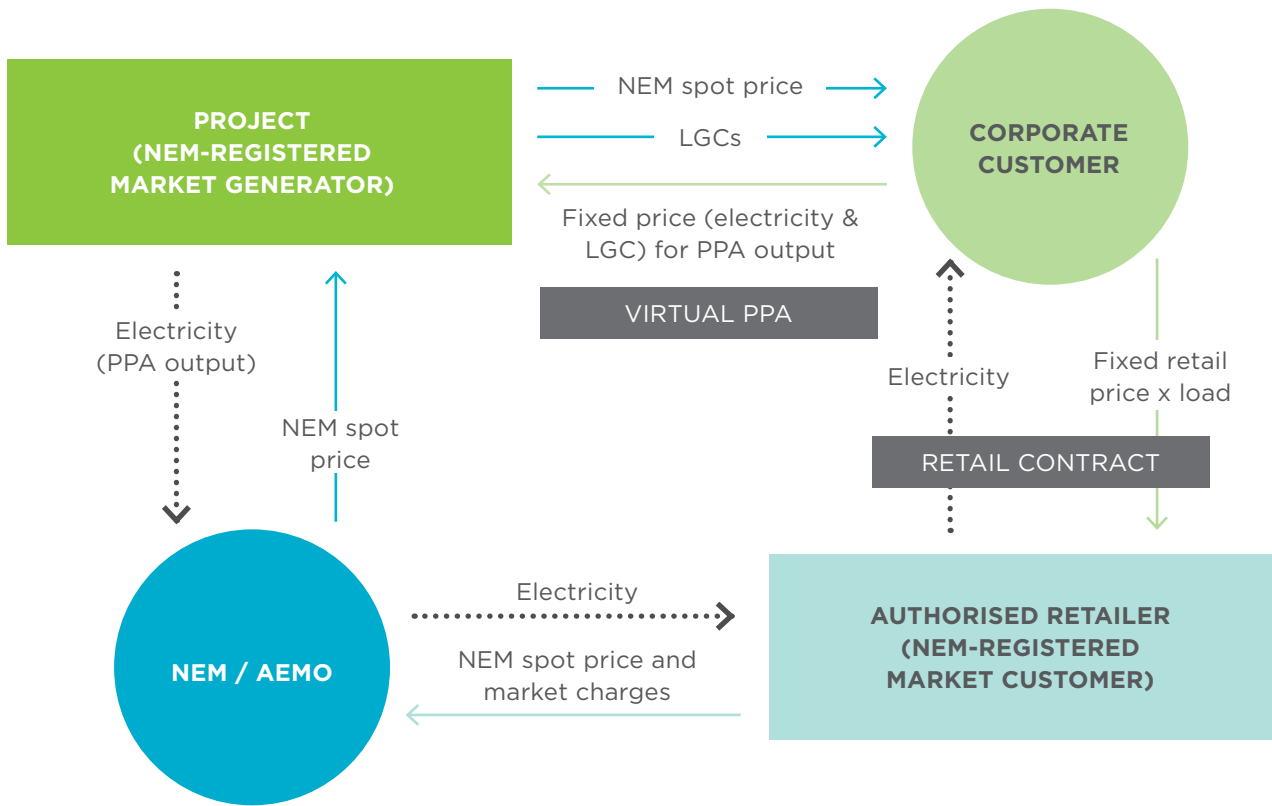 PROJECT
(NEM-REGISTERED
MARKET GENERATOR)
NEM spot price
LGCs
Fixed price (electricity &
LGC) for PPA output
VIRTUAL PPA
CORPORATE
CUSTOMER
Electricity
(PPA output)
NEM spot
price
Electricity
Fixed retail
price x load
RETAIL CONTRACT
NEM / AEMO
Electricity
NEM spot price and
market charges
AUTHORISED RETAILER
(NEM-REGISTERED
MARKET CUSTOMER)